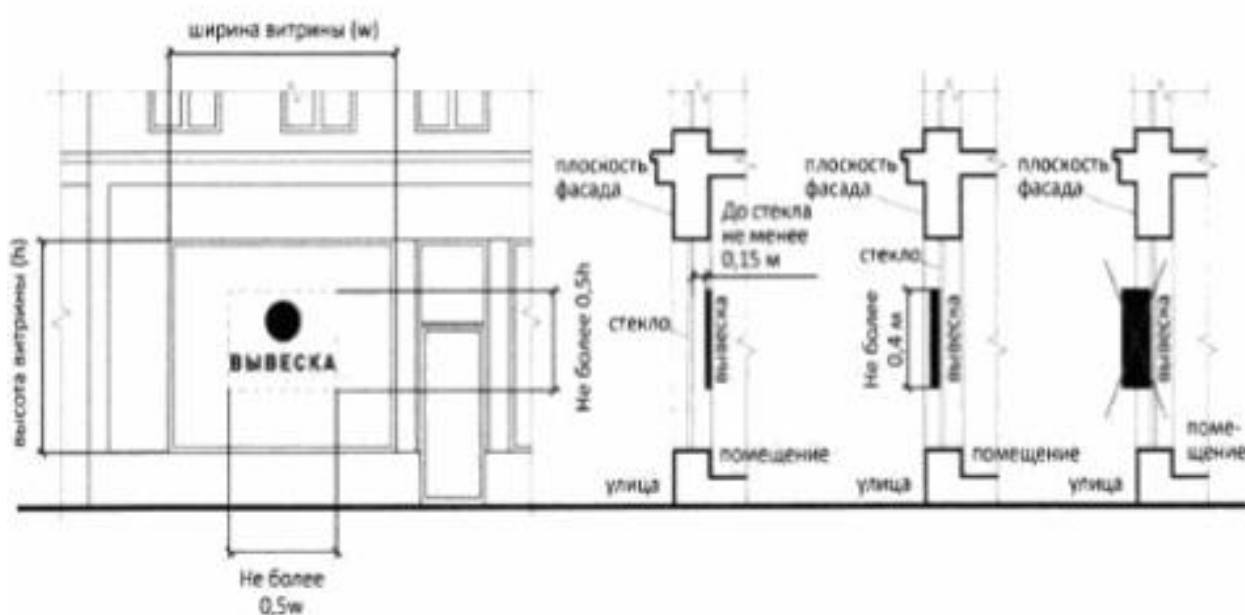 ширина витрины (w)
высота витрины (h)
ВЫВЕСКА
Не более 0,5h
Не более
0,5w
плоскость
фасада
До стекла
не менее
0,15 м
стекло
вывеска
помещение
улица
плоскость
фасада
стекло
Не более
0,4 м
вывеска
помещение
улица
плоскость
фасада
вывеска
поме-
щение
улица